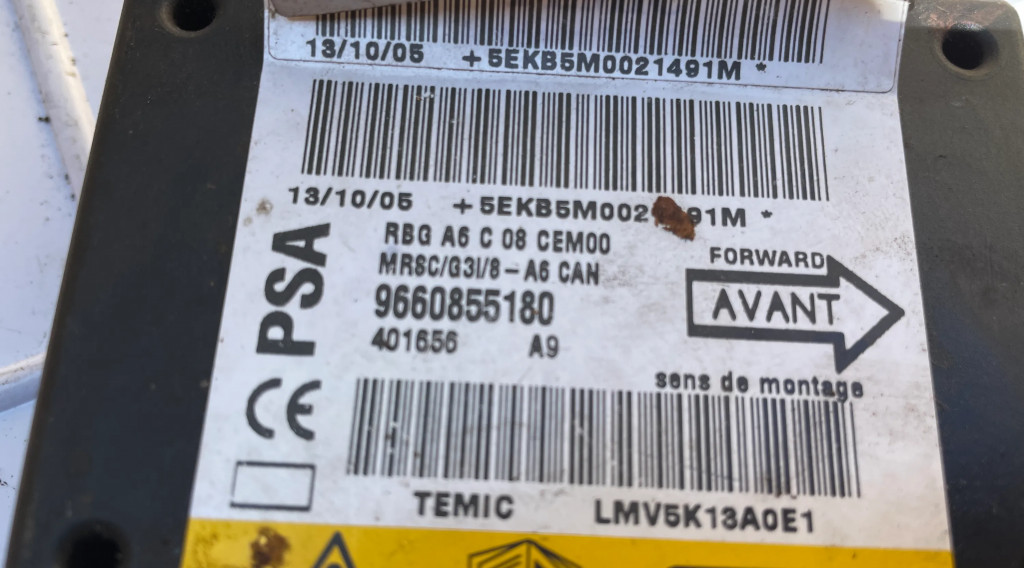 13/10/05 +5EKB5M0021491M *
13/10/05 +5EKB5M002 91M *
RBG A6 C 08 CEM00
MRSC/G3I/8-A6 CAN
9660855180
401656 A9
PSA
CE
FORWARD
AVANT
sens de montage
TEMIC LMV5K13A0E1